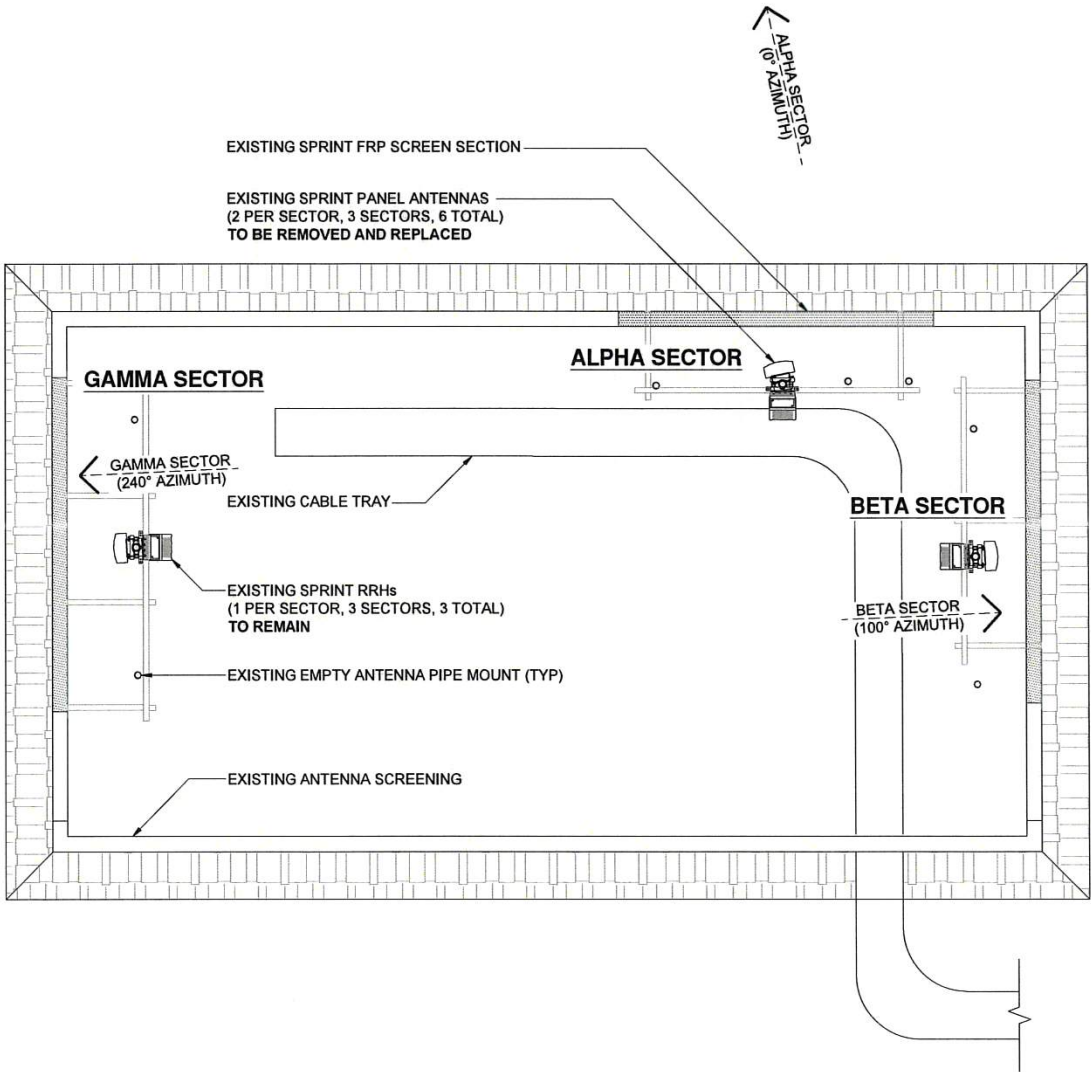 ALPHA SECTOR
(0° AZIMUTH)
EXISTING SPRINT FRP SCREEN SECTION
EXISTING SPRINT PANEL ANTENNAS
(2 PER SECTOR, 3 SECTORS, 6 TOTAL)
TO BE REMOVED AND REPLACED
ALPHA SECTOR
GAMMA SECTOR
GAMMA SECTOR
(240° AZIMUTH)
EXISTING CABLE TRAY
BETA SECTOR
EXISTING SPRINT RRHs
(1 PER SECTOR, 3 SECTORS, 3 TOTAL)
TO REMAIN
BETA SECTOR
(100° AZIMUTH)
EXISTING EMPTY ANTENNA PIPE MOUNT (TYP)
EXISTING ANTENNA SCREENING